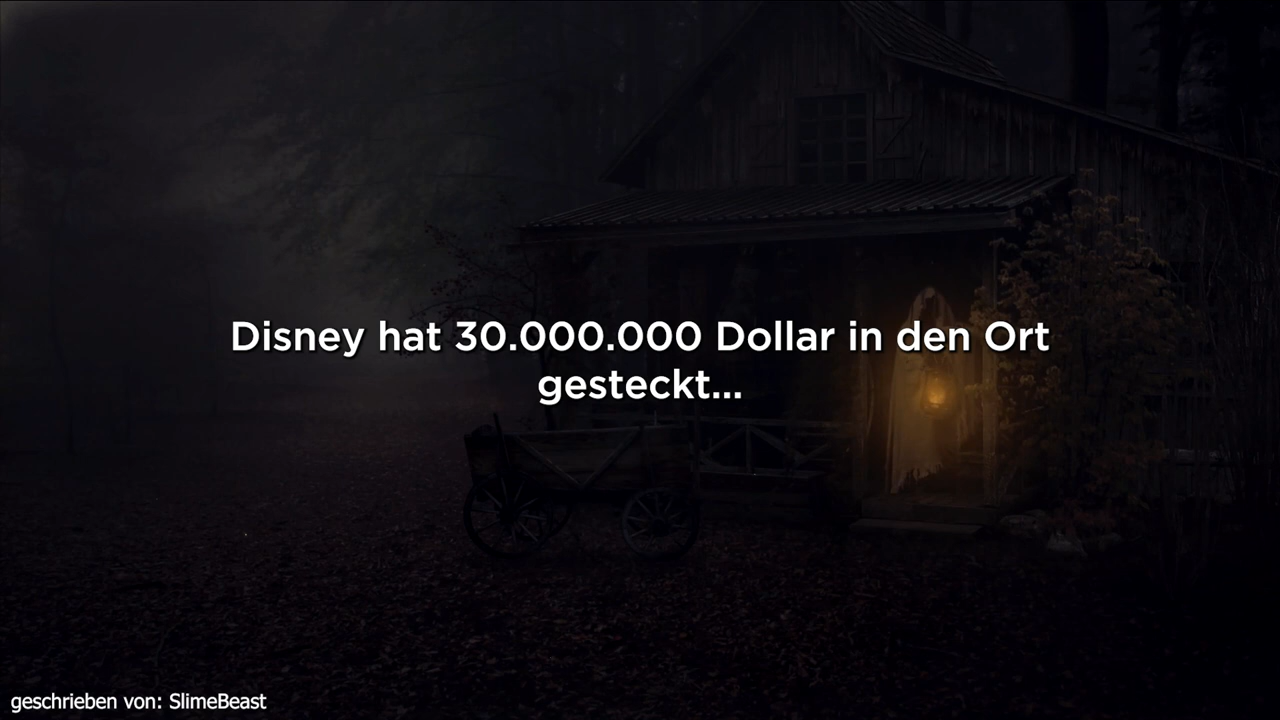 Disney hat 30.000.000 Dollar in den Ort
gesteckt...
geschrieben von: SlimeBeast